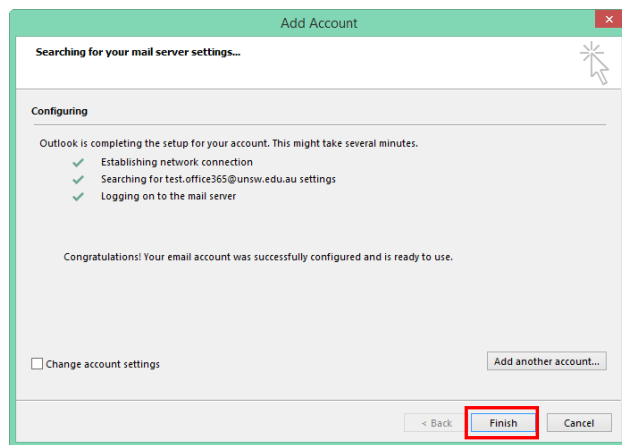 Add Account
Searching for your mail server settings...
Configuring
Outlook is completing the setup for your account. This might take several minutes.
Establishing network connection
Searching for test.office365@unsw.edu.au settings
Logging on to the mail server
Congratulations! Your email account was successfully configured and is ready to use.
Change account settings
Add another account...
< Back
Finish
Cancel